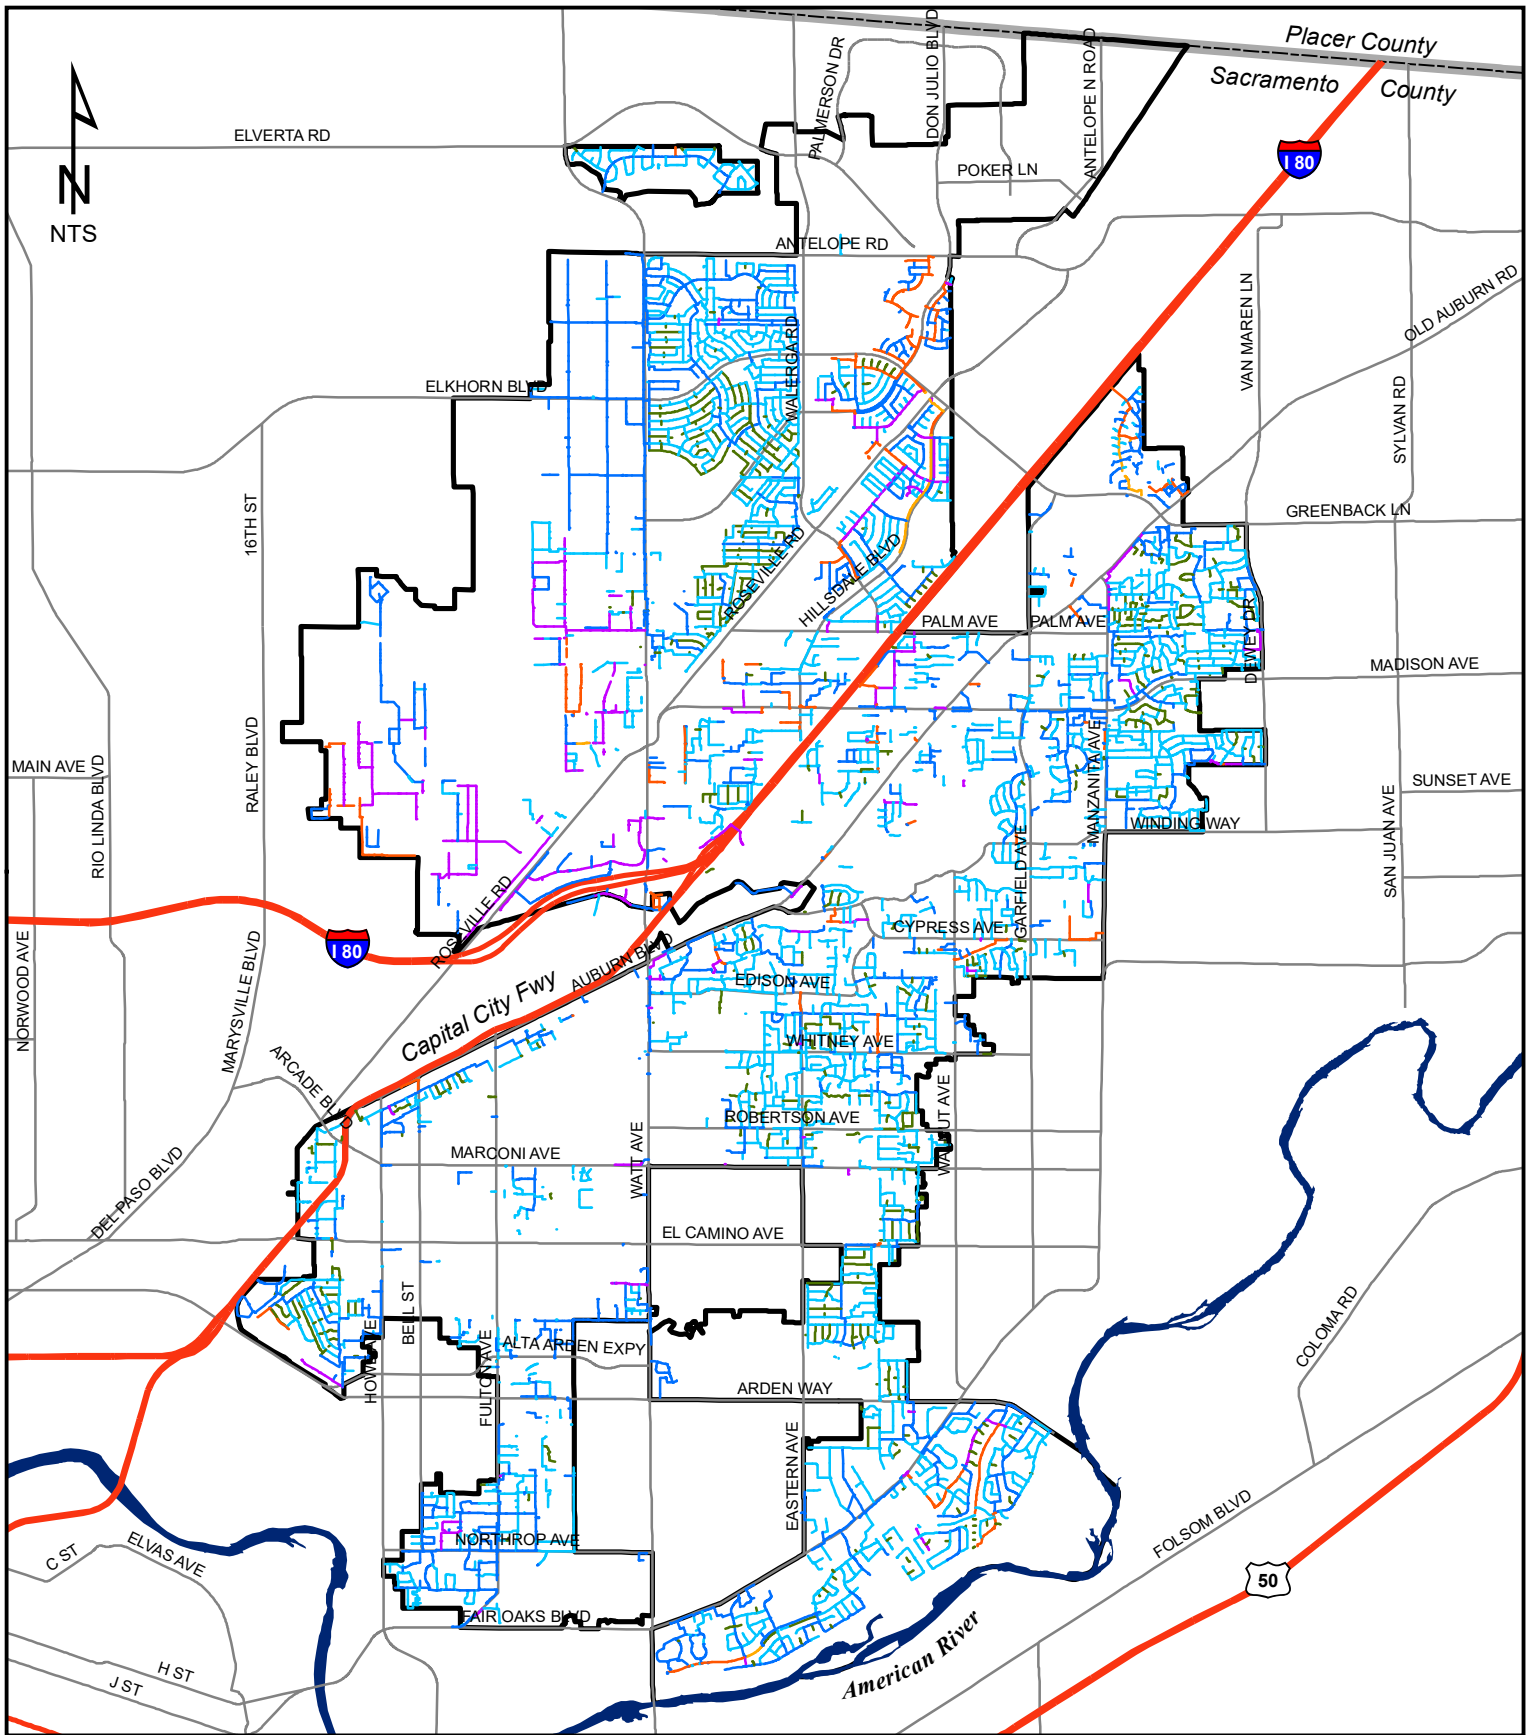 Placer County
Sacramento County
DON JULIO BLVD
PALMERSON DR
ANTELOPE N ROAD
N
NTS
ELVERTA RD
I 80
POKER LN
ANTELOPE RD
VAN MAREN LN
OLD AUBURN RD
WALERGA RD
ELKHORN BLVD
SYLVAN RD
16TH ST
GREENBACK LN
ROSEVILLE RD
HILLSDALE BLVD
PALM AVE
PALM AVE
DEWEY DR
MADISON AVE
RALEY BLVD
MANZANITA AVE
MAIN AVE
RIO LINDA BLVD
SUNSET AVE
SAN JUAN AVE
WINDING WAY
GARFIELD AVE
ROSEVILLE RD
CYPRESS AVE
I 80
NORWOOD AVE
MARYSVILLE BLVD
AUBURN BLVD
EDISON AVE
Capital City Fwy
WHITNEY AVE
ARCADE BLVD
WALNUT AVE
ROBERTSON AVE
MARCONI AVE
WATT AVE
DEL PASO BLVD
EL CAMINO AVE
BELL ST
HOWE AVE
FULTON AVE
ALTA ARDEN EXPY
COLOMA RD
ARDEN WAY
EASTERN AVE
NORTHROP AVE
FOLSOM BLVD
C ST
ELVAS AVE
50
FAIR OAKS BLVD
American River
H ST
J ST